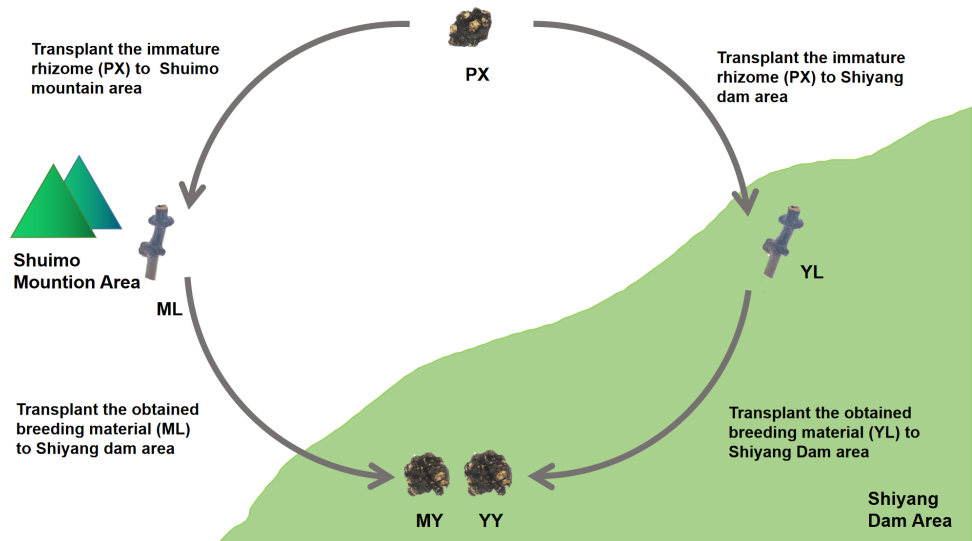 PX
Transplant the immature
rhizome (PX) to Shuimo
mountain area
Transplant the immature
rhizome (PX) to Shiyang
dam area
Shuimo
Mountion Area
ML
YL
Transplant the obtained
breeding material (ML)
to Shiyang dam area
Transplant the obtained
breeding material (YL) to
Shiyang Dam area
MY
YY
Shiyang
Dam Area